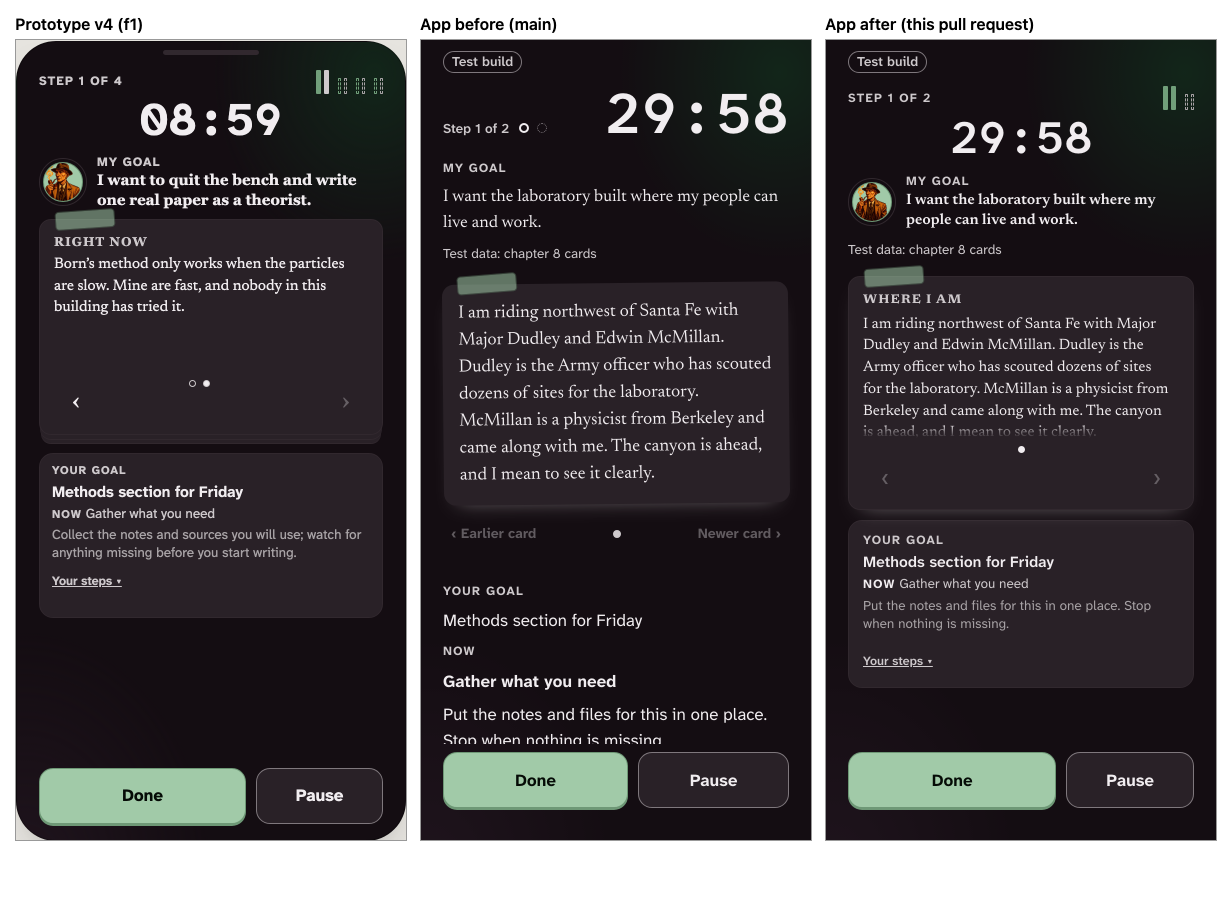 Prototype v4 (f1)
STEP 1 OF 4
08:59
MY GOAL
I want to quit the bench and write
one real paper as a theorist.
RIGHT NOW
Born’s method only works when the particles
are slow. Mine are fast, and nobody in this
building has tried it.
‹ ›
YOUR GOAL
Methods section for Friday
NOW Gather what you need
Collect the notes and sources you will use; watch for
anything missing before you start writing.
Your steps ▾
Done Pause
App before (main)
Test build
Step 1 of 2
29:58
MY GOAL
I want the laboratory built where my people can
live and work.
Test data: chapter 8 cards
I am riding northwest of Santa Fe with
Major Dudley and Edwin McMillan.
Dudley is the Army officer who has scouted
dozens of sites for the laboratory.
McMillan is a physicist from Berkeley and
came along with me. The canyon is ahead,
and I mean to see it clearly.
‹ Earlier card Newer card ›
YOUR GOAL
Methods section for Friday
NOW
Gather what you need
Put the notes and files for this in one place.
Stop when nothing is missing
Done Pause
App after (this pull request)
Test build
STEP 1 OF 2
29:58
MY GOAL
I want the laboratory built where my
people can live and work.
Test data: chapter 8 cards
WHERE I AM
I am riding northwest of Santa Fe with Major
Dudley and Edwin McMillan. Dudley is the
Army officer who has scouted dozens of sites
for the laboratory. McMillan is a physicist from
Berkeley and came along with me. The canyon
is ahead, and I mean to see it clearly.
‹ ›
YOUR GOAL
Methods section for Friday
NOW Gather what you need
Put the notes and files for this in one place. Stop
when nothing is missing.
Your steps ▾
Done Pause